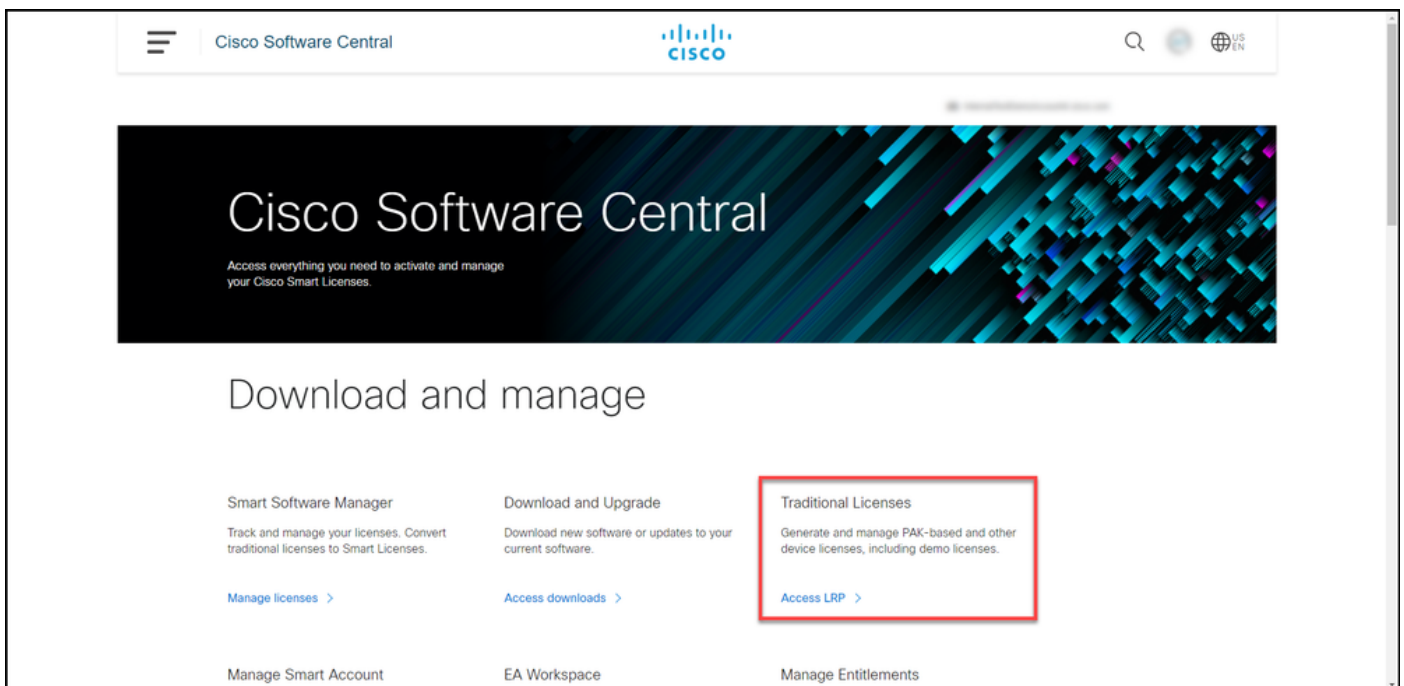 Cisco Software Central
CISCO
US
EN
Cisco Software Central
Access everything you need to activate and manage
your Cisco Smart Licenses.
Download and manage
Smart Software Manager
Track and manage your licenses. Convert
traditional licenses to Smart Licenses.
Manage licenses >
Download and Upgrade
Download new software or updates to your
current software.
Access downloads >
Traditional Licenses
Generate and manage PAK-based and other
device licenses, including demo licenses.
Access LRP >
Manage Smart Account
EA Workspace
Manage Entitlements